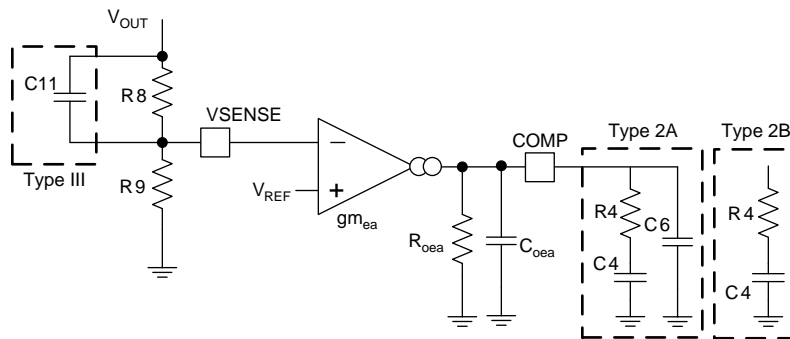 VOUT
C11
R8
VSENSE
Type III
R9
VREF
gmea
COMP
Roea
Coea
Type 2A
R4
C6
C4
Type 2B
R4
C4